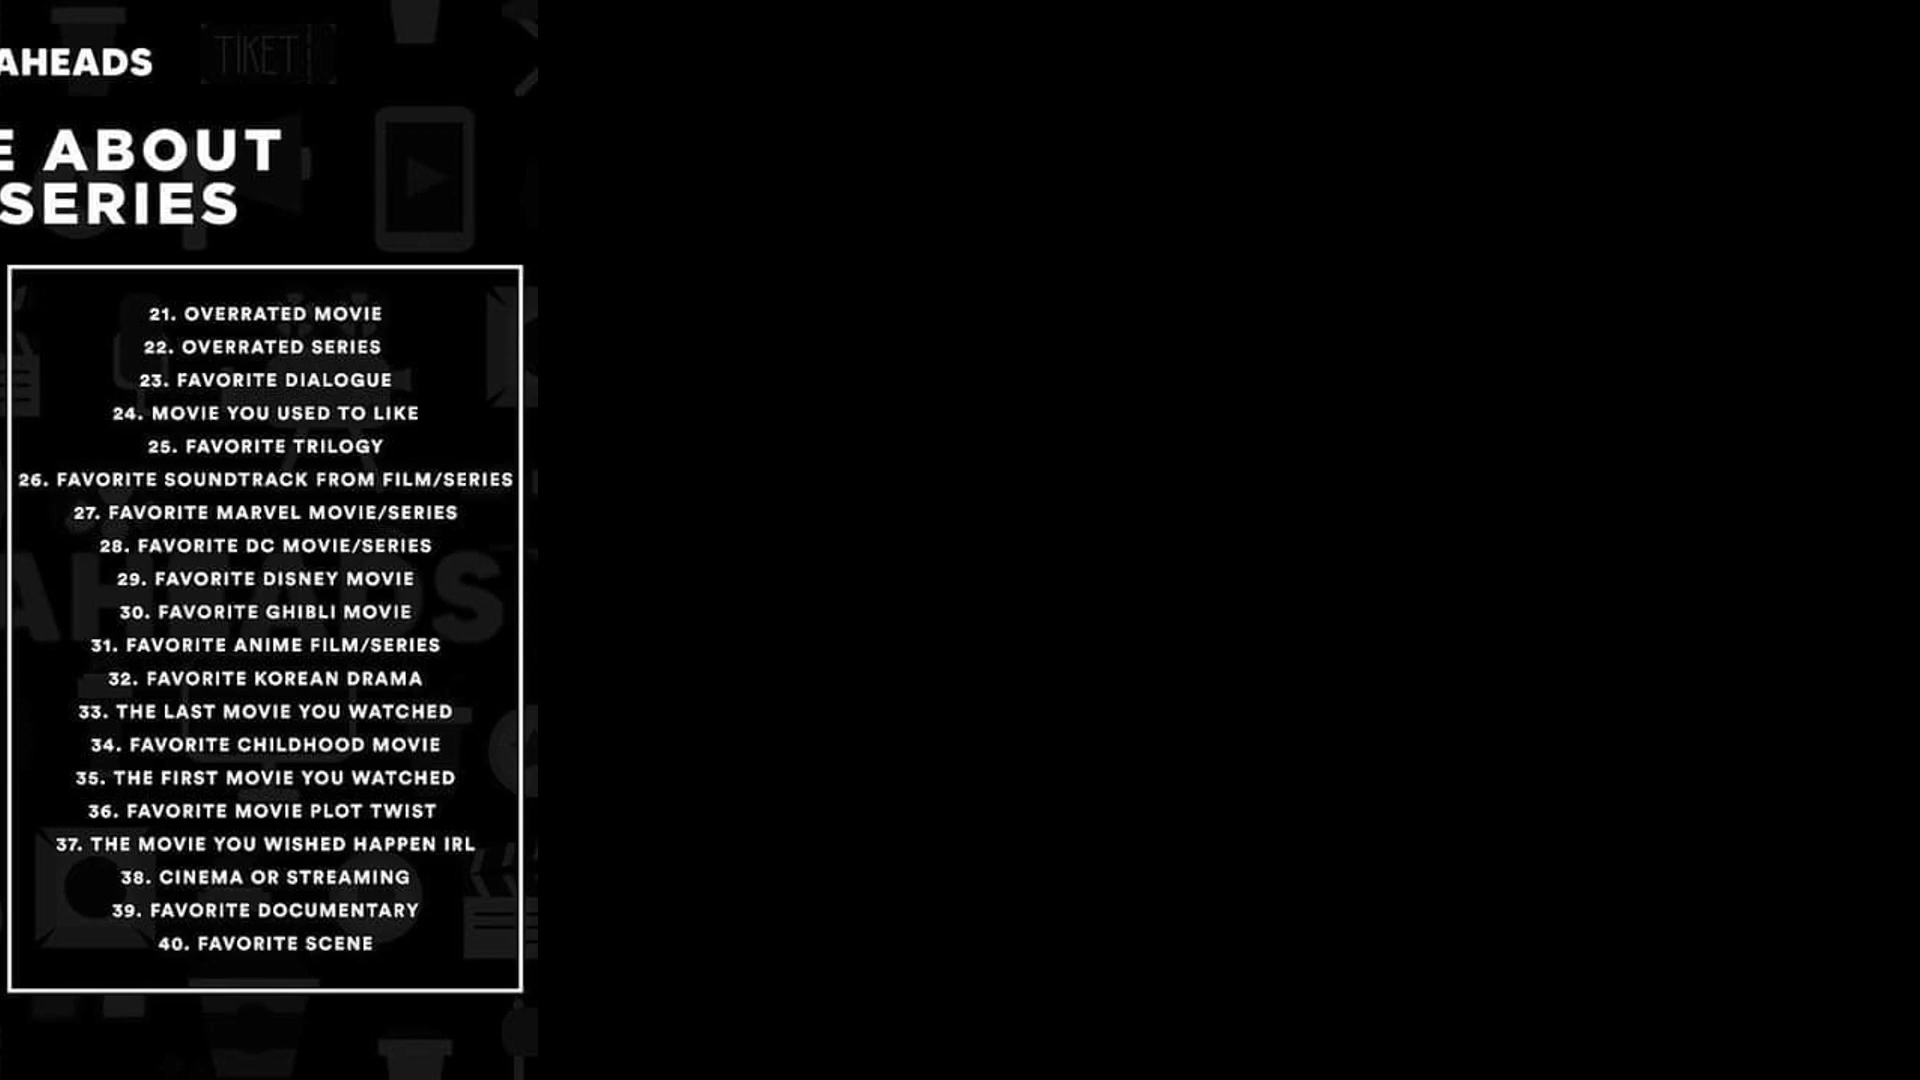 AHEADS
TIKET
E ABOUT
SERIES
21. OVERRATED MOVIE
22. OVERRATED SERIES
23. FAVORITE DIALOGUE
24. MOVIE YOU USED TO LIKE
25. FAVORITE TRILOGY
26. FAVORITE SOUNDTRACK FROM FILM/SERIES
27. FAVORITE MARVEL MOVIE/SERIES
28. FAVORITE DC MOVIE/SERIES
29. FAVORITE DISNEY MOVIE
30. FAVORITE GHIBLI MOVIE
31. FAVORITE ANIME FILM/SERIES
32. FAVORITE KOREAN DRAMA
33. THE LAST MOVIE YOU WATCHED
34. FAVORITE CHILDHOOD MOVIE
35. THE FIRST MOVIE YOU WATCHED
36. FAVORITE MOVIE PLOT TWIST
37. THE MOVIE YOU WISHED HAPPEN IRL
38. CINEMA OR STREAMING
39. FAVORITE DOCUMENTARY
40. FAVORITE SCENE
AHEADS